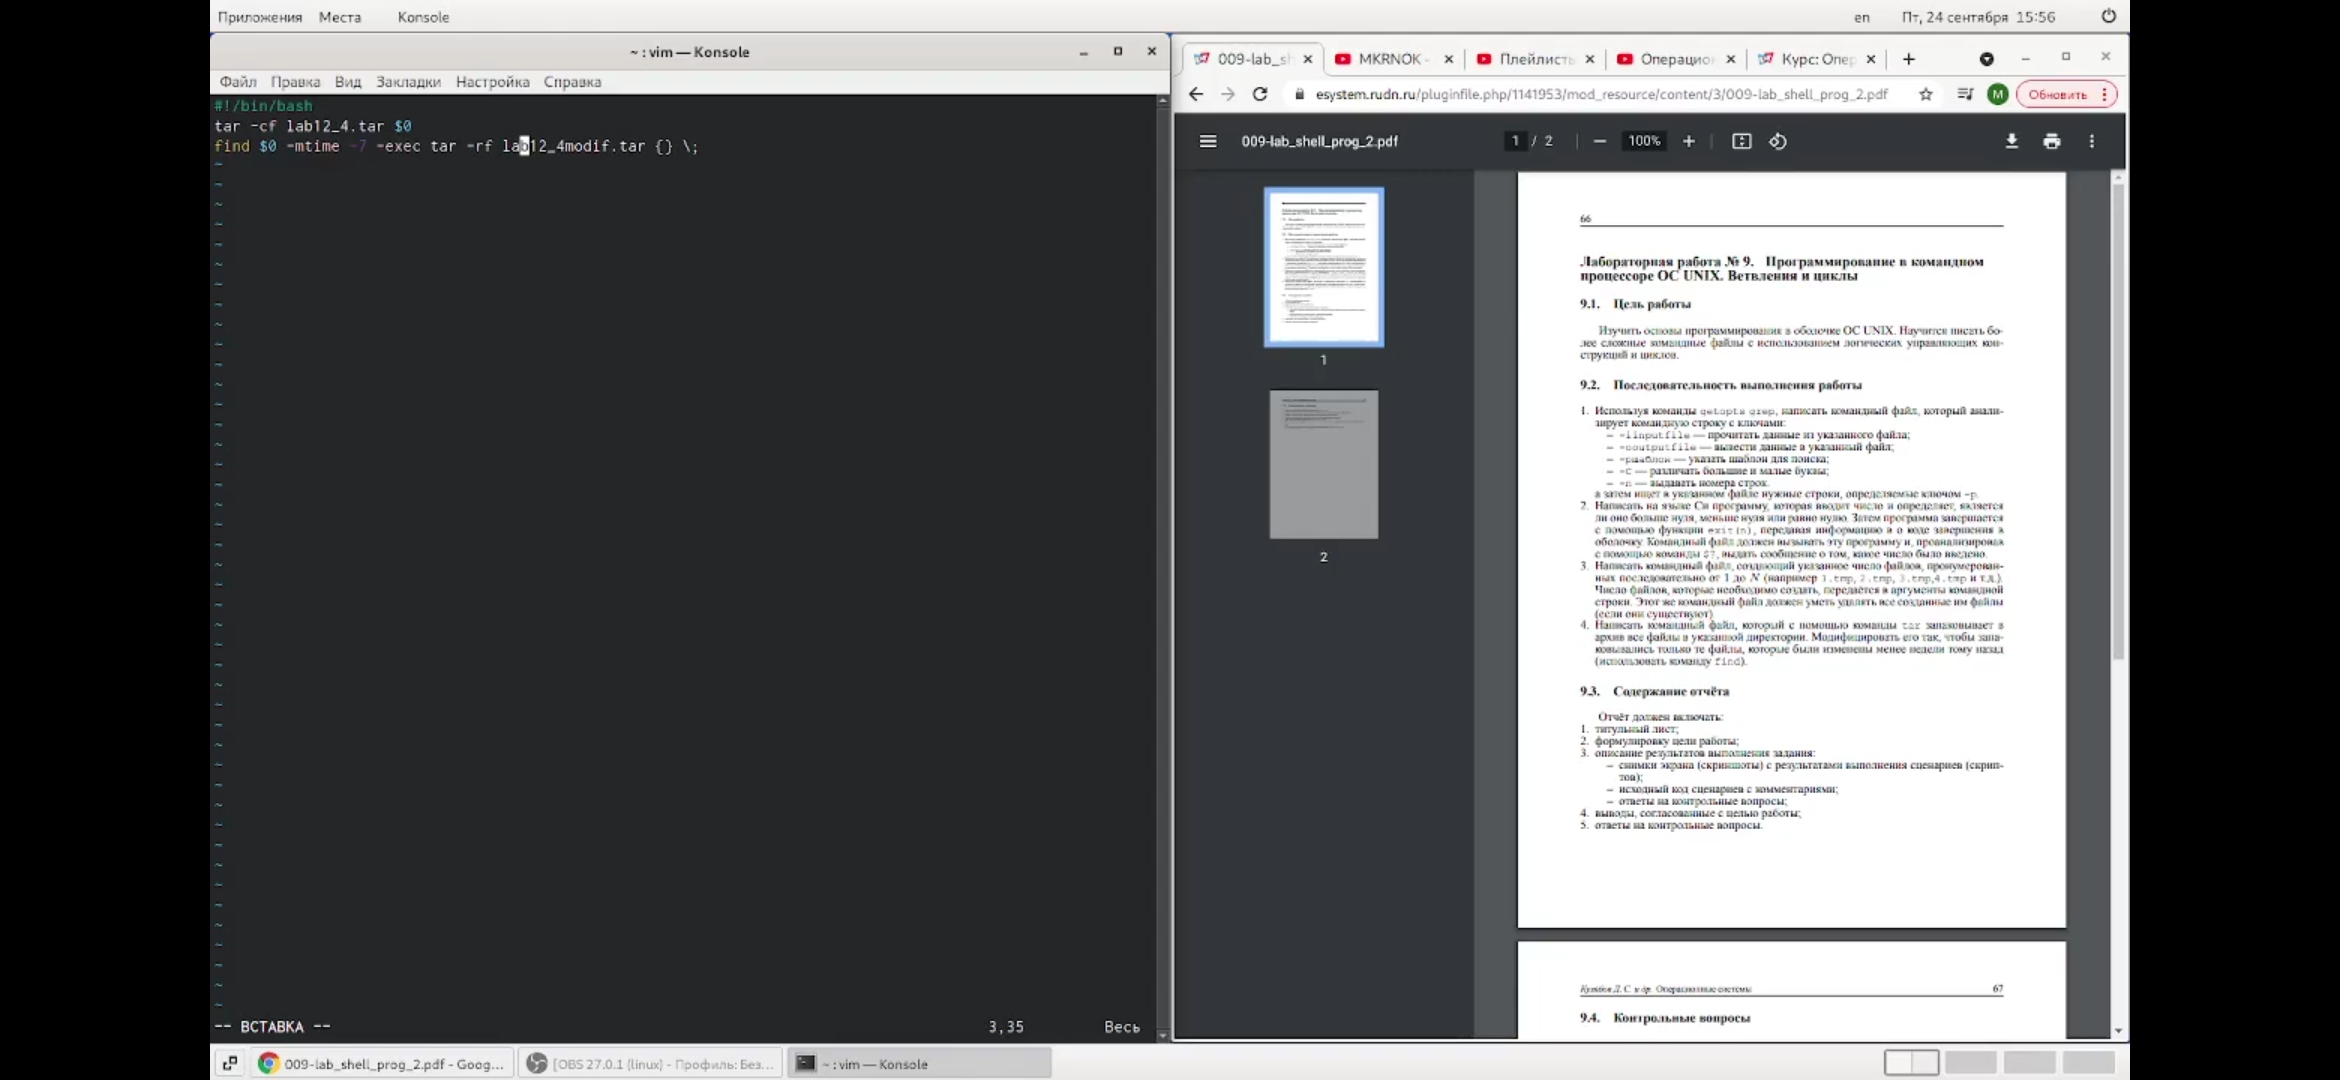 Приложения Места Konsole
en Пт, 24 сентября 15:56
~ : vim — Konsole
Файл Правка Вид Закладки Настройка Справка
#!/bin/bash
tar -cf lab12_4.tar $0
find $0 -mtime -7 -exec tar -rf lab12_4modif.tar {} \;
-- ВСТАВКА --
3,35 Весь
009-lab_sh MKRNOK - Плейлисты Операцион Курс: Опер
esystem.rudn.ru/pluginfile.php/1141953/mod_resource/content/3/009-lab_shell_prog_2.pdf
M Обновить
009-lab_shell_prog_2.pdf
1 / 2
100%
1
2
66
Лабораторная работа № 9. Программирование в командном
процессоре ОС UNIX. Ветвления и циклы
9.1. Цель работы
Изучить основы программирования в оболочке ОС UNIX. Научится писать бо-
лее сложные командные файлы с использованием логических управляющих кон-
струкций и циклов.
9.2. Последовательность выполнения работы
1. Используя команды getopts grep, написать командный файл, который анали-
зирует командную строку с ключами:
– -iinputfile — прочитать данные из указанного файла;
– -ooutputfile — вывести данные в указанный файл;
– -pшаблон — указать шаблон для поиска;
– -C — различать большие и малые буквы;
– -n — выдавать номера строк.
а затем ищет в указанном файле нужные строки, определяемые ключом -p.
2. Написать на языке Си программу, которая вводит число и определяет, является
ли оно больше нуля, меньше нуля или равно нулю. Затем программа завершается
с помощью функции exit(n), передавая информацию в о коде завершения в
оболочку. Командный файл должен вызывать эту программу и, проанализировав
с помощью команды $?, выдать сообщение о том, какое число было введено.
3. Написать командный файл, создающий указанное число файлов, пронумерован-
ных последовательно от 1 до N (например 1.tmp, 2.tmp, 3.tmp,4.tmp и т.д.).
Число файлов, которые необходимо создать, передаётся в аргументы командной
строки. Этот же командный файл должен уметь удалять все созданные им файлы
(если они существуют).
4. Написать командный файл, который с помощью команды tar запаковывает в
архив все файлы в указанной директории. Модифицировать его так, чтобы запа-
ковывались только те файлы, которые были изменены менее недели тому назад
(использовать команду find).
9.3. Содержание отчёта
Отчёт должен включать:
1. титульный лист;
2. формулировку цели работы;
3. описание результатов выполнения задания:
– снимки экрана (скриншоты) с результатами выполнения сценариев (скрип-
тов);
– исходный код сценариев с комментариями;
– ответы на контрольные вопросы;
4. выводы, согласованные с целью работы;
5. ответы на контрольные вопросы.
Кулябов Д. С. и др. Операционные системы 67
9.4. Контрольные вопросы
009-lab_shell_prog_2.pdf - Goog...
[OBS 27.0.1 (linux) - Профиль: Без...
~ : vim — Konsole